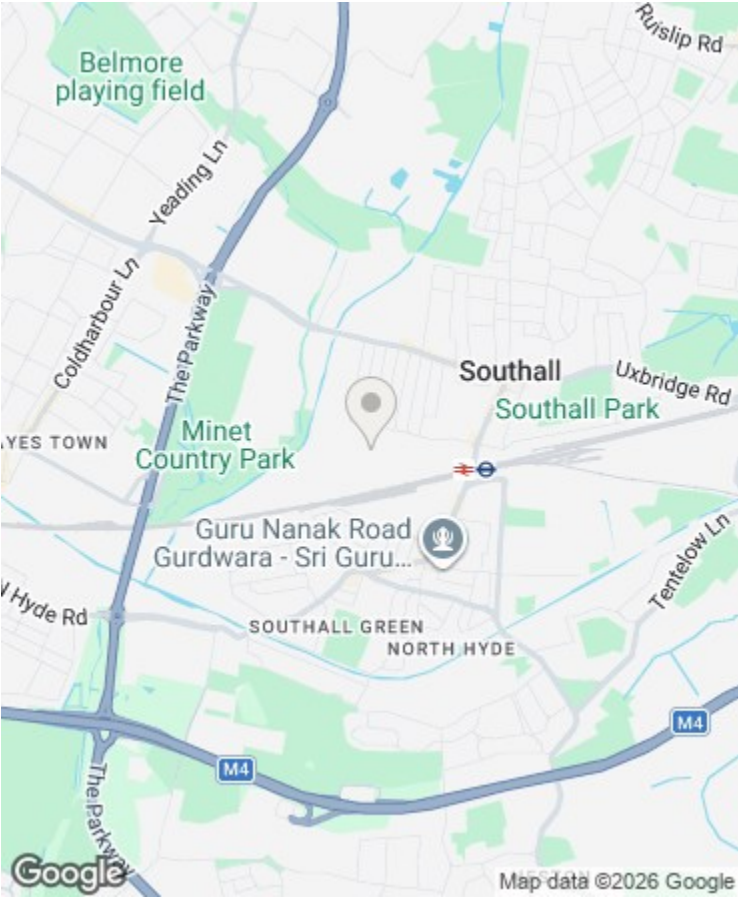 Ruislip Rd
Belmore
playing field
Yeading Ln
Coldharbour Ln
The Parkway
Southall
Uxbridge Rd
Southall Park
Minet
Country Park
AYES TOWN
Guru Nanak Road
Gurdwara - Sri Guru...
Tentelow Ln
Hyde Rd
SOUTHALL GREEN
NORTH HYDE
M4
M4
The Parkway
Google
Map data ©2026 Google